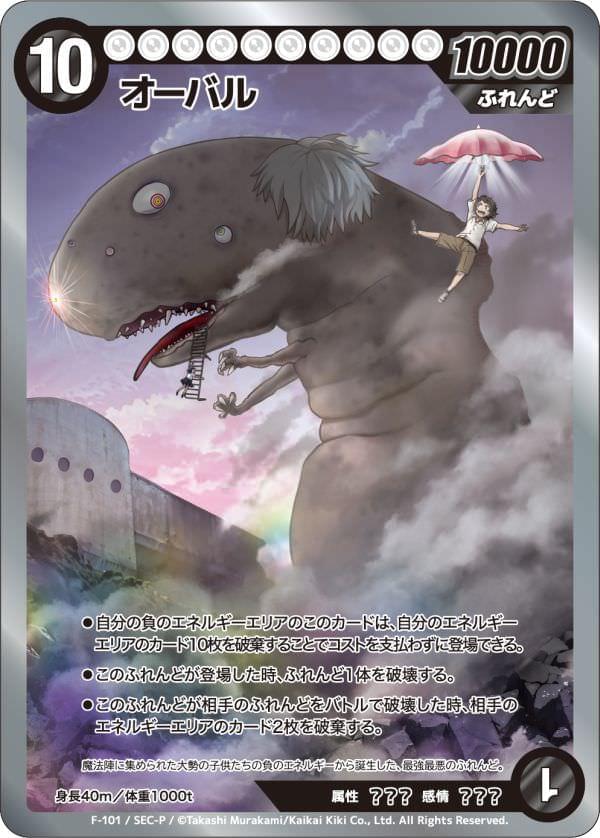 10
10000
オーバル
ふれんど
●自分の負のエネルギーエリアのこのカードは、自分のエネルギー
エリアのカード10枚を破棄することでコストを支払わずに登場できる。
●このふれんどが登場した時、ふれんど1体を破壊する。
●このふれんどが相手のふれんどをバトルで破壊した時、相手の
エネルギーエリアのカード2枚を破棄する。
魔法陣に集められた大勢の子供たちの負のエネルギーから誕生した、最強最悪のふれんど。
身長40m／体重1000t
属性 ??? 感情 ???
1
F-101 / SEC-P / ©Takashi Murakami/Kaikai Kiki Co., Ltd. All Rights Reserved.